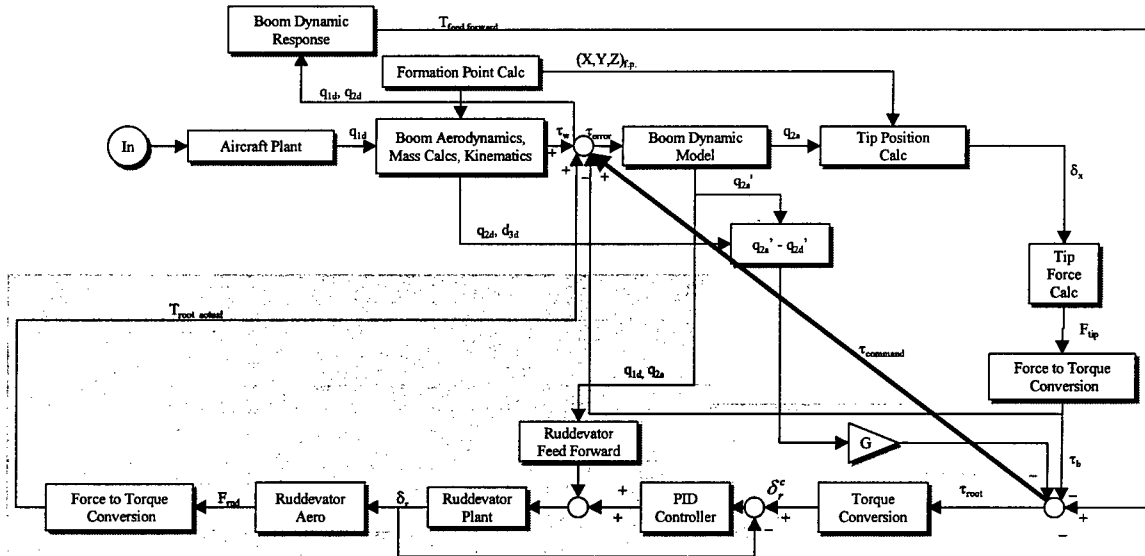 Boom Dynamic
Response
T_feed forward
Formation Point Calc
(X,Y,Z)_f.p.
q_1d, q_2d
In
Aircraft Plant
q_1d
Boom Aerodynamics,
Mass Calcs, Kinematics
τ_w
+
τ_error
Boom Dynamic
Model
q_2a
Tip Position
Calc
+
−
+
q_2a'
δ_x
q_2d, d_3d
q_2a' - q_2d'
Tip
Force
Calc
T_root actual
F_tip
τ_command
q_1d, q_2a
Force to Torque
Conversion
Ruddevator
Feed Forward
G
τ_b
−
−
Force to Torque
Conversion
F_rud
Ruddevator
Aero
δ_r
Ruddevator
Plant
+
+
PID
Controller
δ_r^c
+
−
Torque
Conversion
τ_root
+
−